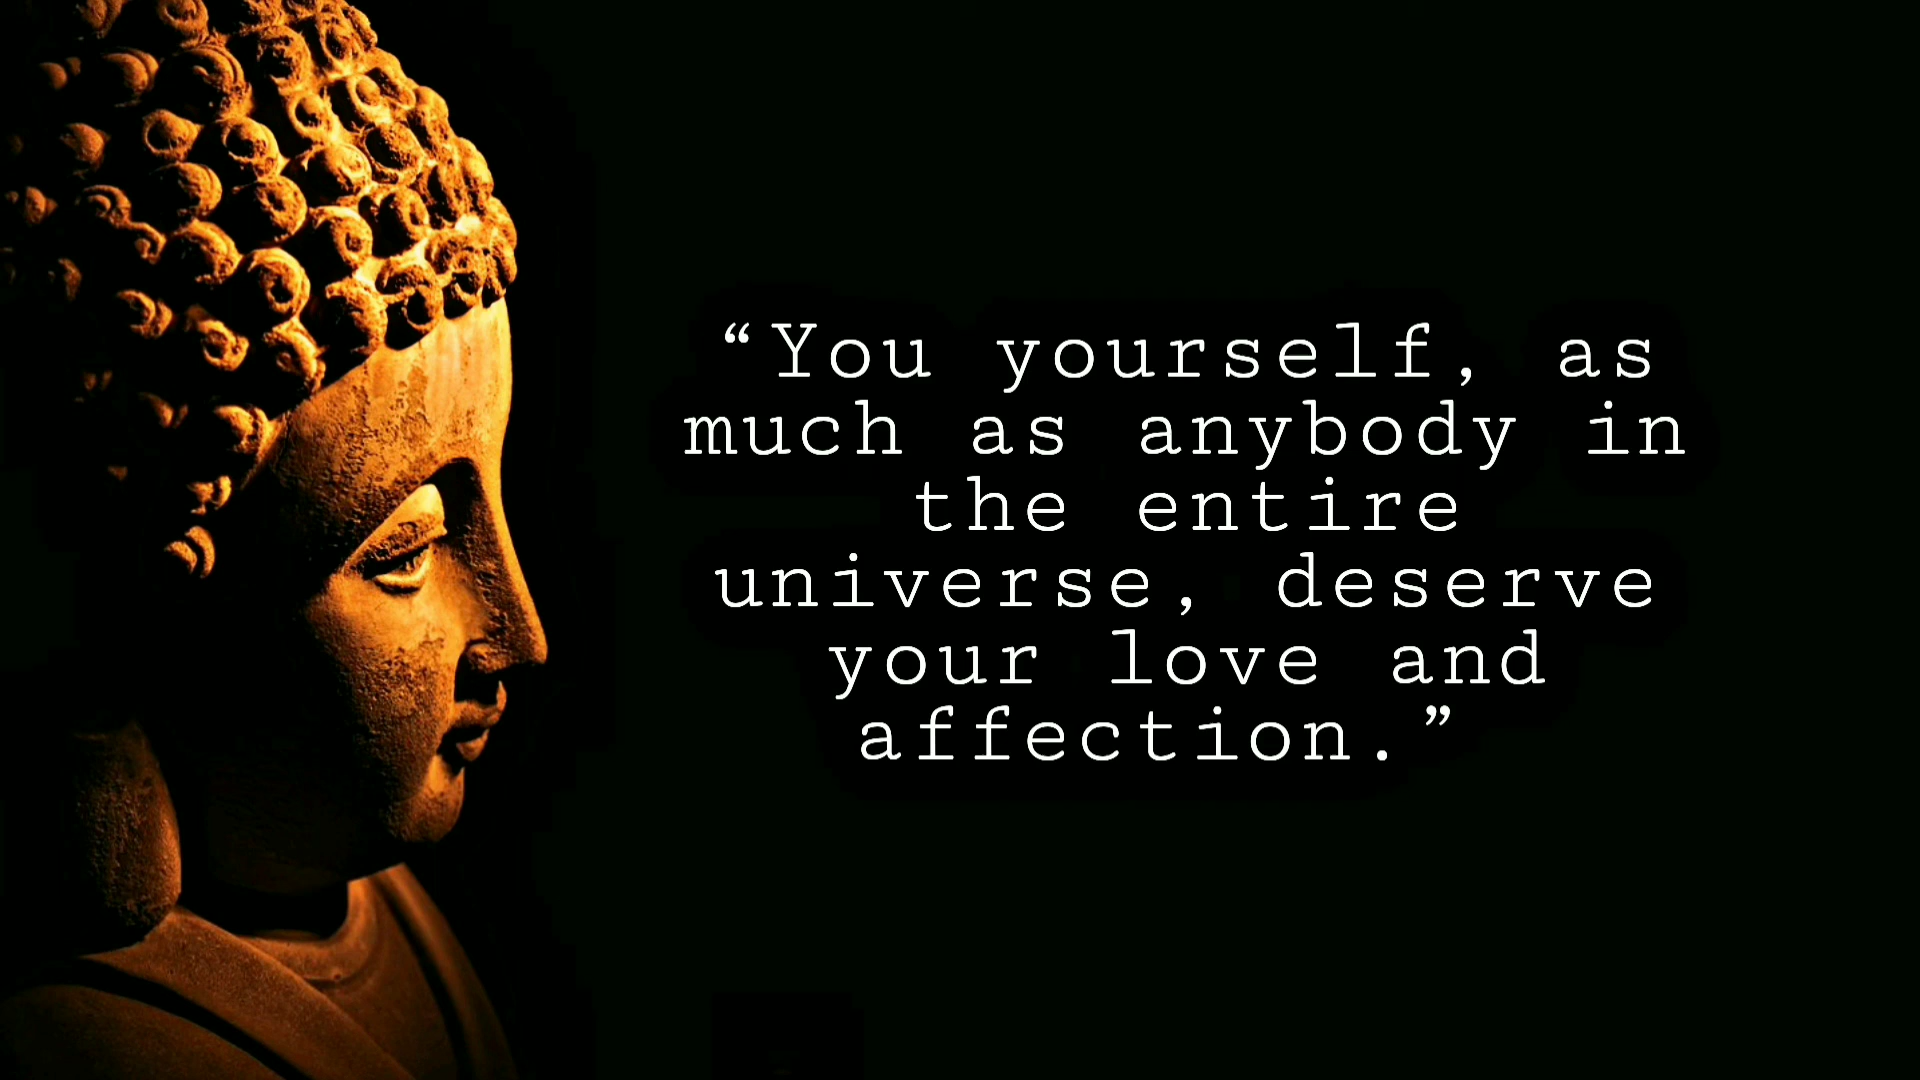 “You yourself, as
much as anybody in
the entire
universe, deserve
your love and
affection.”